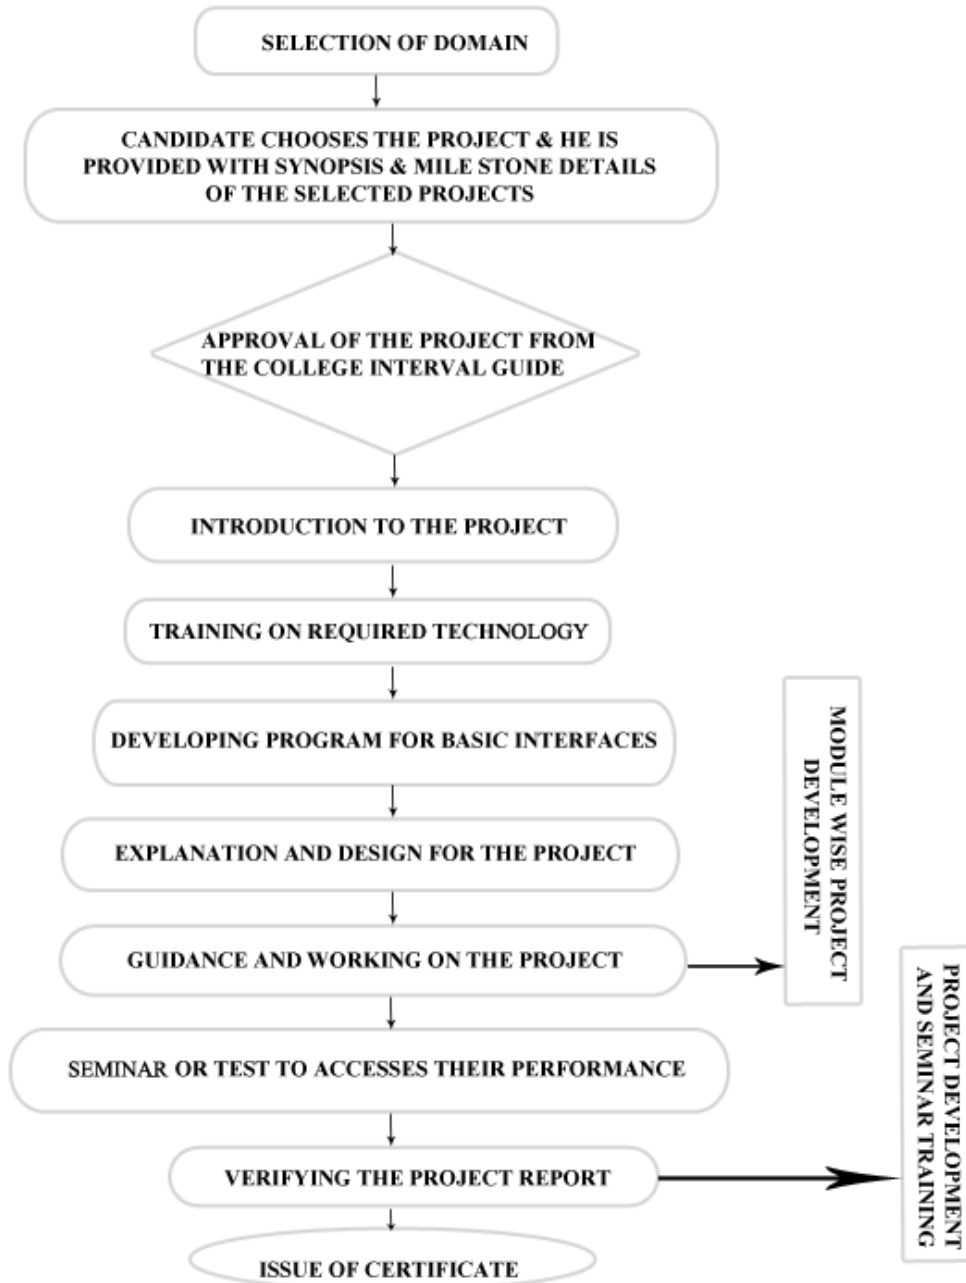 SELECTION OF DOMAIN
CANDIDATE CHOOSES THE PROJECT & HE IS
PROVIDED WITH SYNOPSIS & MILE STONE DETAILS
OF THE SELECTED PROJECTS
APPROVAL OF THE PROJECT FROM
THE COLLEGE INTERVAL GUIDE
INTRODUCTION TO THE PROJECT
TRAINING ON REQUIRED TECHNOLOGY
DEVELOPING PROGRAM FOR BASIC INTERFACES
EXPLANATION AND DESIGN FOR THE PROJECT
GUIDANCE AND WORKING ON THE PROJECT
MODULE WISE PROJECT
DEVELOPMENT
SEMINAR OR TEST TO ACCESSES THEIR PERFORMANCE
VERIFYING THE PROJECT REPORT
PROJECT DEVELOPMENT
AND SEMINAR TRAINING
ISSUE OF CERTIFICATE